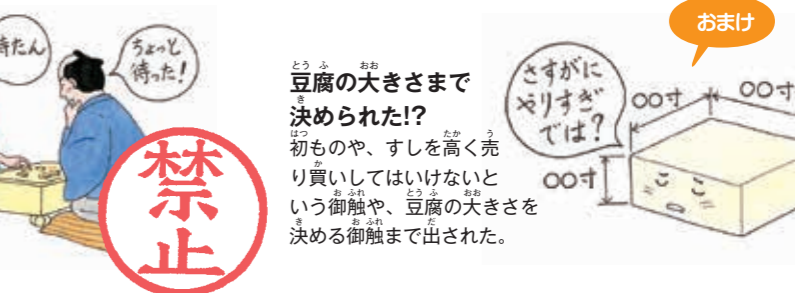 待たん
ちょっと
待った!
禁止
豆腐の大きさまで
決められた!?
初ものや、すしを高く売
り買いしてはいけないと
いう御触や、豆腐の大きさを
決める御触まで出された。
おまけ
さすがに
やりすぎ
では?
〇〇寸
〇〇寸
〇〇寸